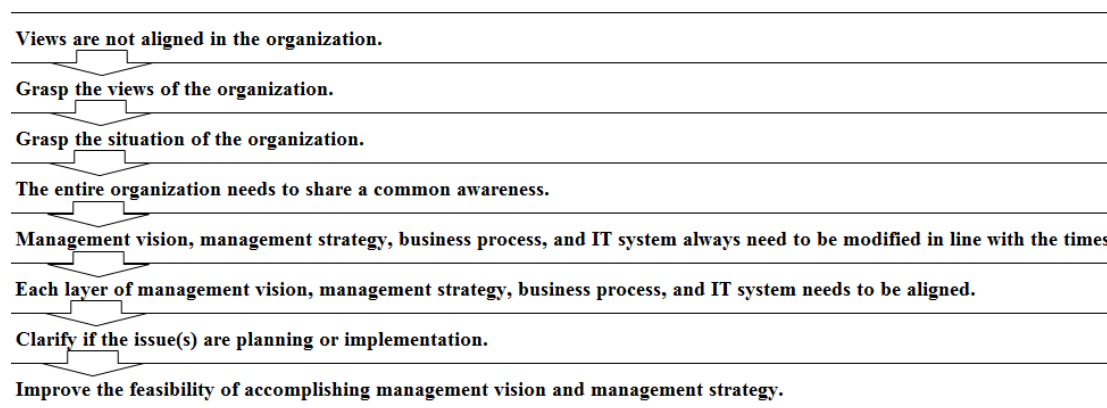 Views are not aligned in the organization.
Grasp the views of the organization.
Grasp the situation of the organization.
The entire organization needs to share a common awareness.
Management vision, management strategy, business process, and IT system always need to be modified in line with the times
Each layer of management vision, management strategy, business process, and IT system needs to be aligned.
Clarify if the issue(s) are planning or implementation.
Improve the feasibility of accomplishing management vision and management strategy.